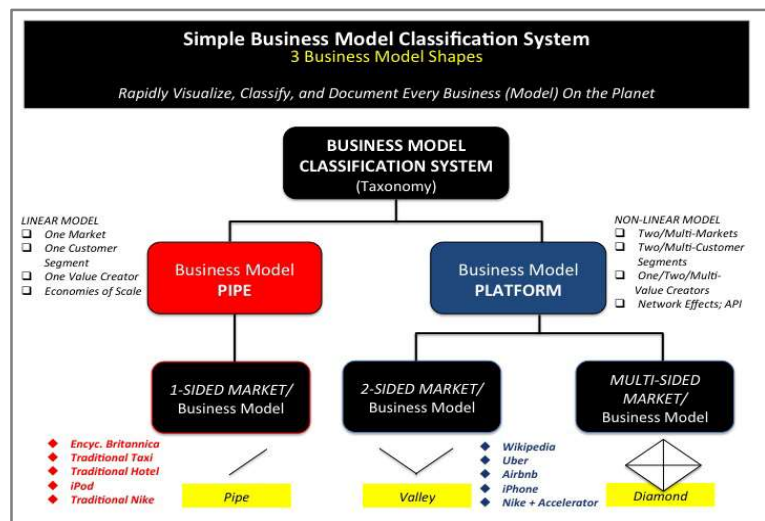 Simple Business Model Classification System
3 Business Model Shapes
Rapidly Visualize, Classify, and Document Every Business (Model) On the Planet
BUSINESS MODEL
CLASSIFICATION SYSTEM
(Taxonomy)
LINEAR MODEL
One Market
One Customer
Segment
One Value Creator
Economies of Scale
NON-LINEAR MODEL
Two/Multi-Markets
Two/Multi-Customer
Segments
One/Two/Multi-
Value Creators
Network Effects; API
Business Model
PIPE
Business Model
PLATFORM
1-SIDED MARKET/
Business Model
2-SIDED MARKET/
Business Model
MULTI-SIDED
MARKET/
Business Model
Encyc. Britannica
Traditional Taxi
Traditional Hotel
iPod
Traditional Nike
Pipe
Valley
Wikipedia
Uber
Airbnb
iPhone
Nike + Accelerator
Diamond